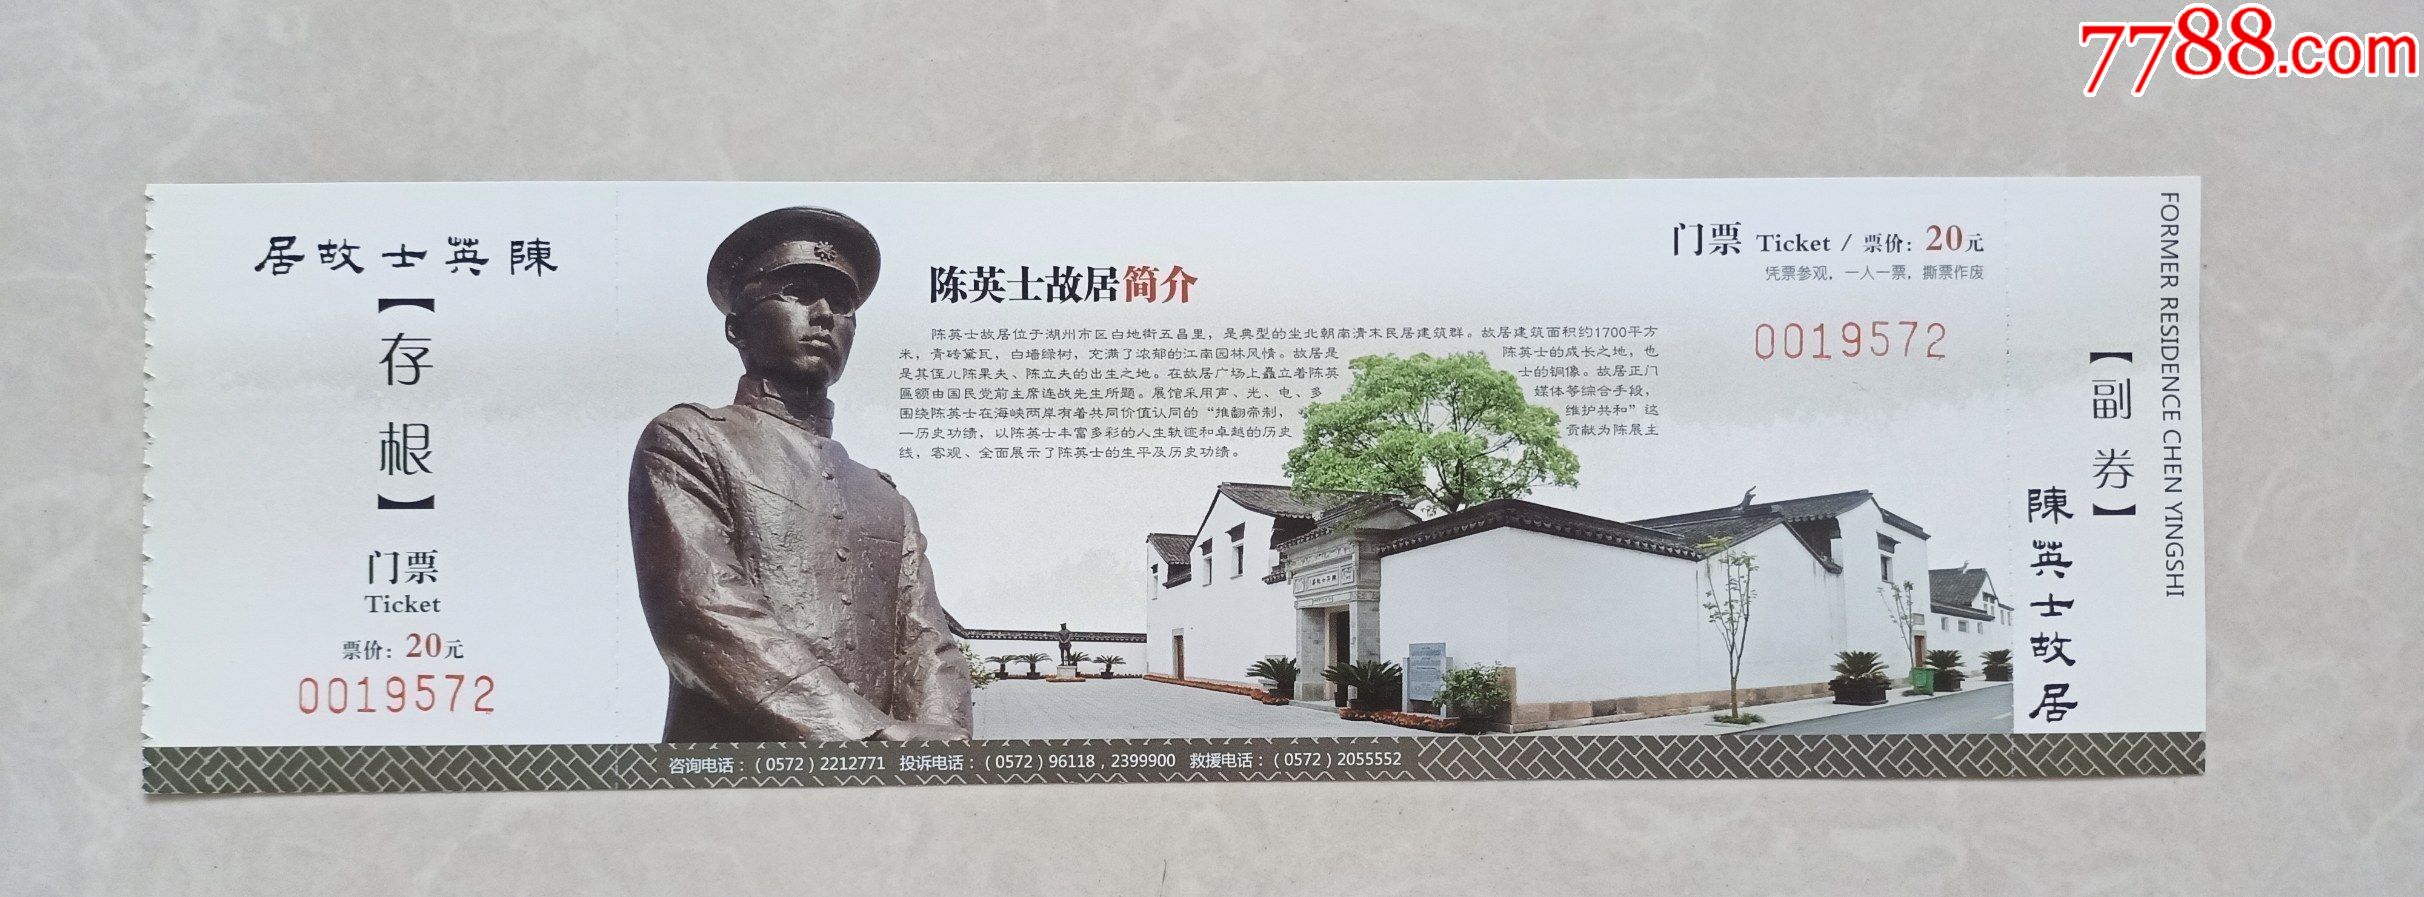 7788.com
居故士英陳
【存根】
门票
Ticket
票价：20元
0019572
陈英士故居简介
陈英士故居位于湖州市区白地街五昌里，是典型的坐北朝南清末民居建筑群。故居建筑面积约1700平方
米，青砖黛瓦，白墙绿树，充满了浓郁的江南园林风情。故居是陈英士的成长之地，也
是其侄儿陈果夫、陈立夫的出生之地。在故居广场上矗立着陈英士的铜像。故居正门
匾额由国民党前主席连战先生所题。展馆采用声、光、电、多媒体等综合手段，
围绕陈英士在海峡两岸有着共同价值认同的“推翻帝制，维护共和”这
一历史功绩，以陈英士丰富多彩的人生轨迹和卓越的历史贡献为陈展主
线，客观、全面展示了陈英士的生平及历史功绩。
门票 Ticket / 票价：20元
凭票参观，一人一票，撕票作废
0019572
居故士英陳
咨询电话：（0572）2212771 投诉电话：（0572）96118，2399900 救援电话：（0572）2055552
【副券】
陳英士故居
FORMER RESIDENCE CHEN YINGSHI